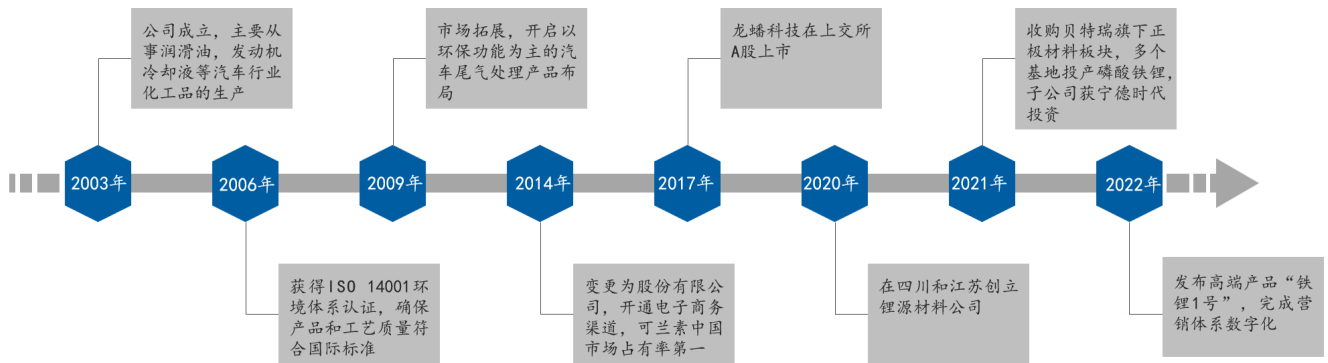 公司成立，主要从
事润滑油，发动机
冷却液等汽车行业
化工品的生产
市场拓展，开启以
环保功能为主的汽
车尾气处理产品布
局
龙蟠科技在上交所
A股上市
收购贝特瑞旗下正
极材料板块，多个
基地投产磷酸铁锂，
子公司获宁德时代
投资
2003年
2006年
2009年
2014年
2017年
2020年
2021年
2022年
获得ISO 14001环
境体系认证，确保
产品和工艺质量符
合国际标准
变更为股份有限公
司，开通电子商务
渠道，可兰素中国
市场占有率第一
在四川和江苏创立
锂源材料公司
发布高端产品“铁
锂1号”，完成营
销体系数字化